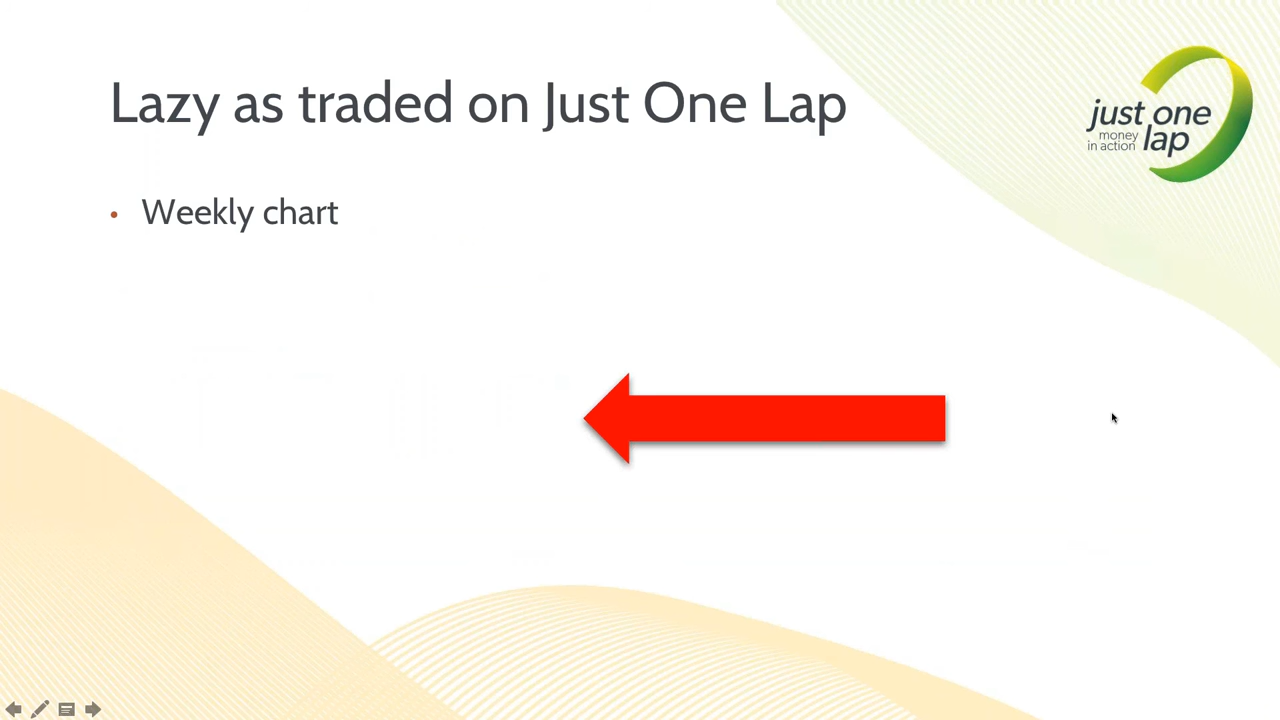 Lazy as traded on Just One Lap
just one
money
in action lap
• Weekly chart